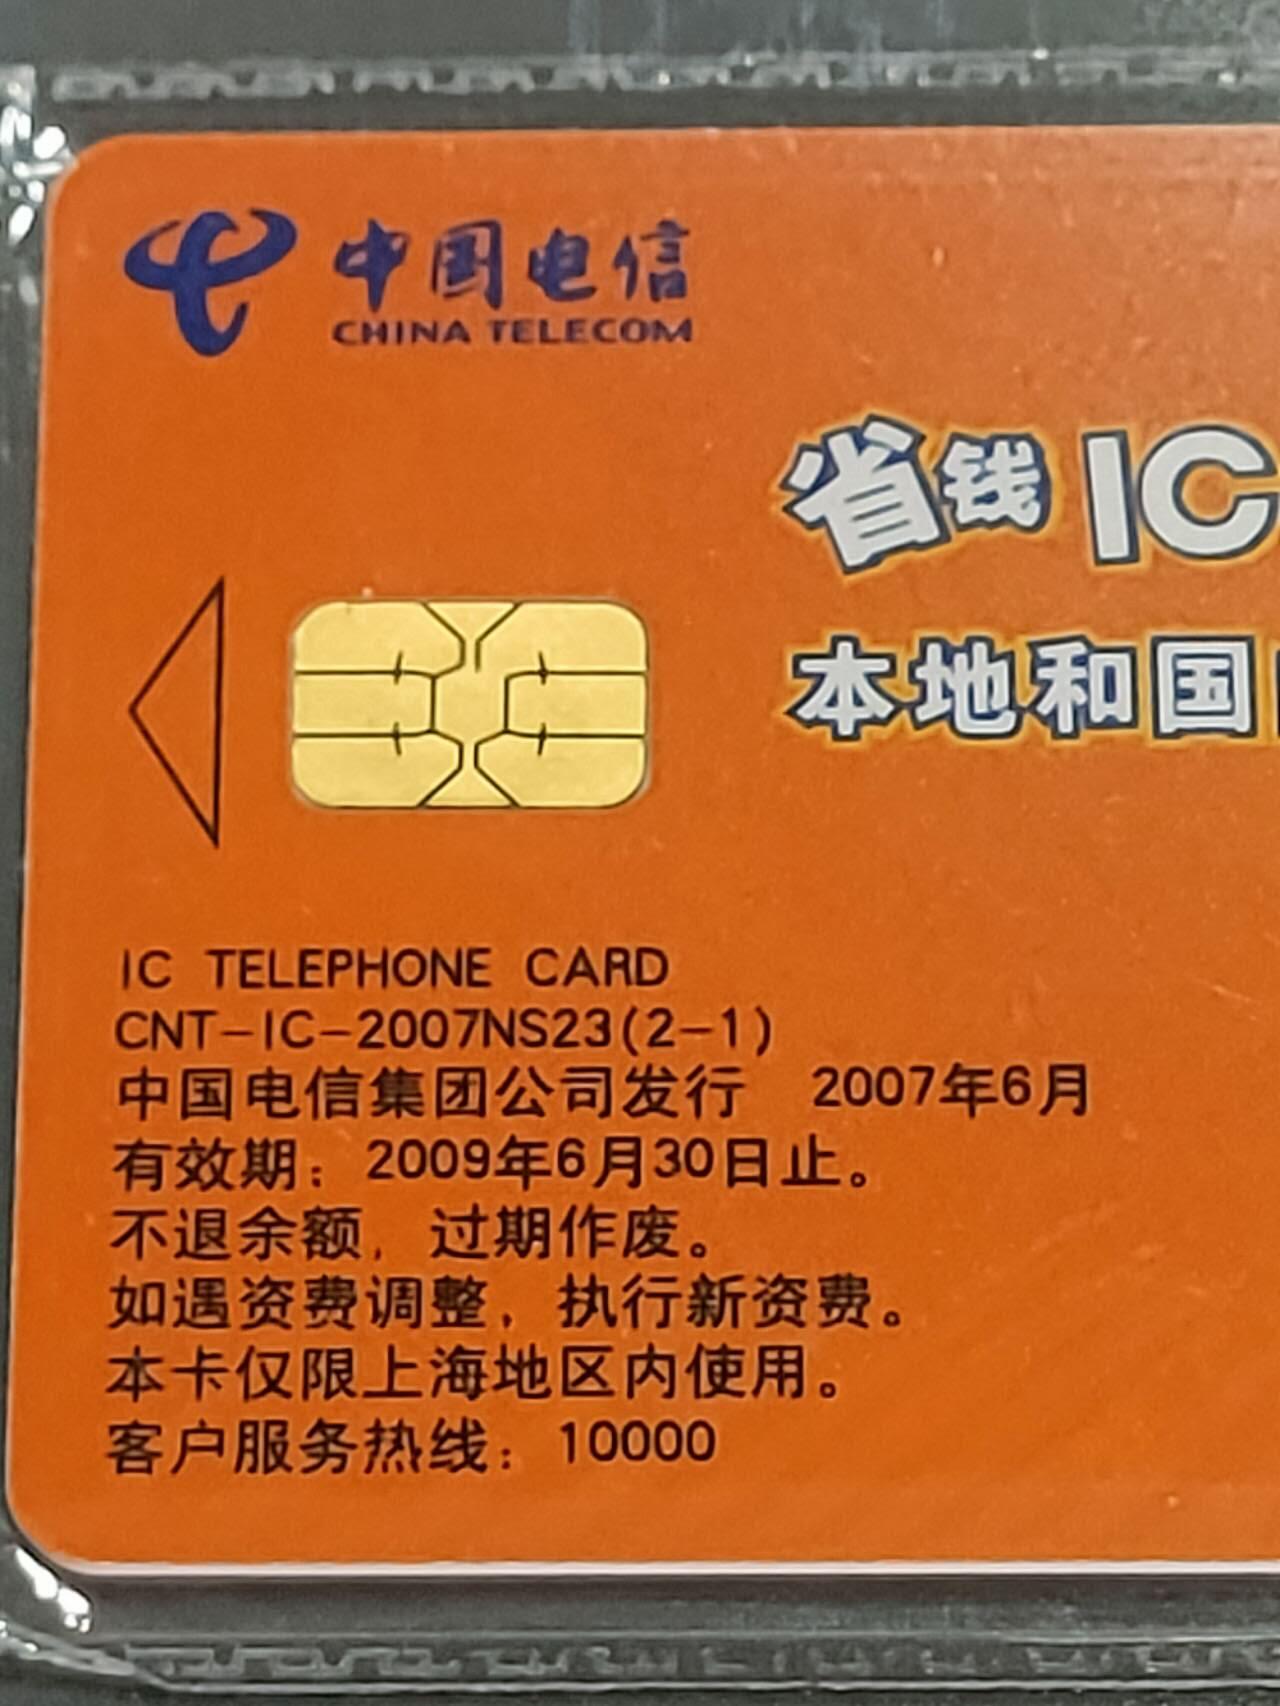 中国电信
CHINA TELECOM
省钱IC
本地和国
IC TELEPHONE CARD
CNT-IC-2007NS23(2-1)
中国电信集团公司发行 2007年6月
有效期：2009年6月30日止。
不退余额，过期作废。
如遇资费调整，执行新资费。
本卡仅限上海地区内使用。
客户服务热线：10000